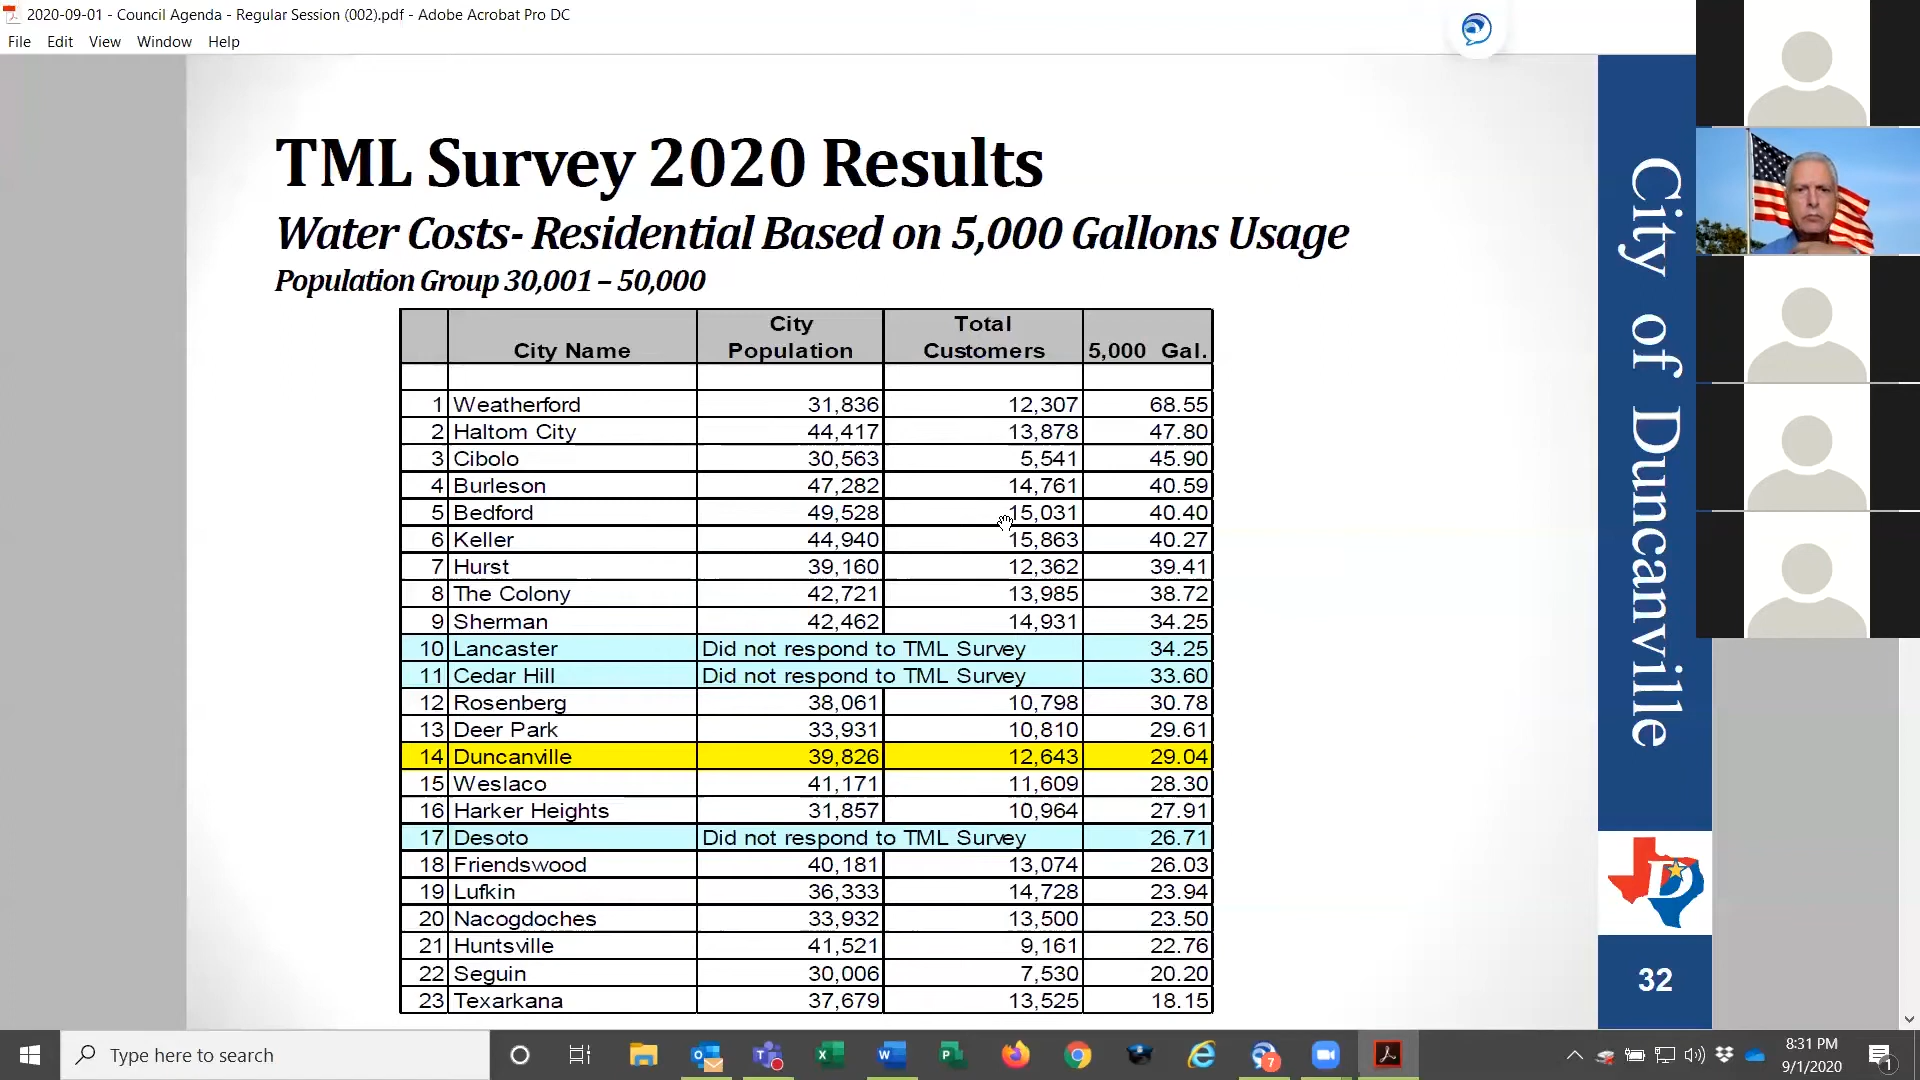 2020-09-01 - Council Agenda - Regular Session (002).pdf - Adobe Acrobat Pro DC
File Edit View Window Help
TML Survey 2020 Results
Water Costs- Residential Based on 5,000 Gallons Usage
Population Group 30,001 – 50,000
City Name City Population Total Customers 5,000 Gal.
1 Weatherford 31,836 12,307 68.55
2 Haltom City 44,417 13,878 47.80
3 Cibolo 30,563 5,541 45.90
4 Burleson 47,282 14,761 40.59
5 Bedford 49,528 15,031 40.40
6 Keller 44,940 15,863 40.27
7 Hurst 39,160 12,362 39.41
8 The Colony 42,721 13,985 38.72
9 Sherman 42,462 14,931 34.25
10 Lancaster Did not respond to TML Survey 34.25
11 Cedar Hill Did not respond to TML Survey 33.60
12 Rosenberg 38,061 10,798 30.78
13 Deer Park 33,931 10,810 29.61
14 Duncanville 39,826 12,643 29.04
15 Weslaco 41,171 11,609 28.30
16 Harker Heights 31,857 10,964 27.91
17 Desoto Did not respond to TML Survey 26.71
18 Friendswood 40,181 13,074 26.03
19 Lufkin 36,333 14,728 23.94
20 Nacogdoches 33,932 13,500 23.50
21 Huntsville 41,521 9,161 22.76
22 Seguin 30,006 7,530 20.20
23 Texarkana 37,679 13,525 18.15
City of Duncanville
D
32
Type here to search
7
8:31 PM
9/1/2020
1